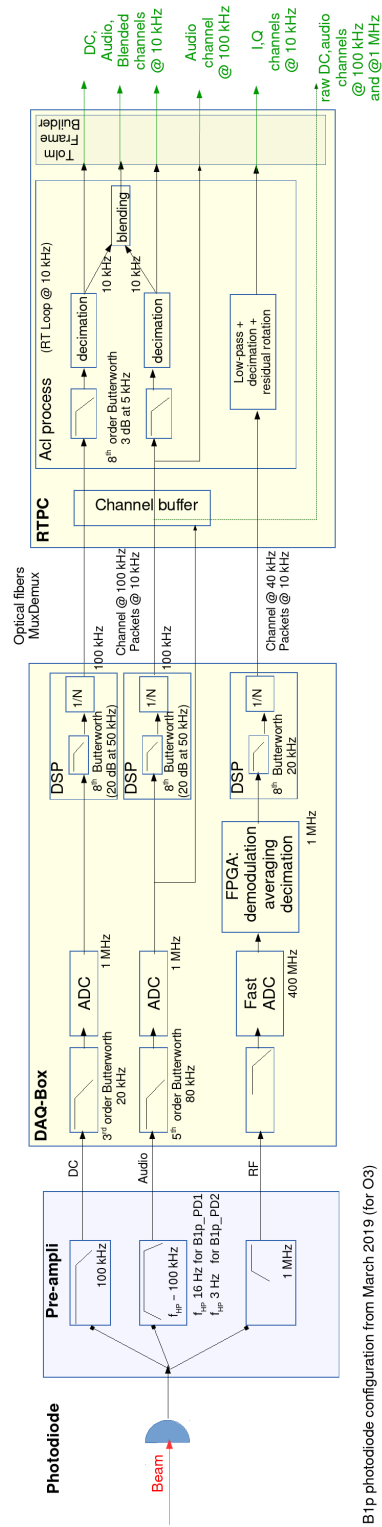 Photodiode
Beam
Pre-ampli
100 kHz
f_HP – 100 kHz
f_HP 16 Hz for B1p_PD1
f_HP 3 Hz for B1p_PD2
1 MHz
DC
Audio
RF
DAQ-Box
3rd order Butterworth
20 kHz
5th order Butterworth
80 kHz
ADC
1 MHz
ADC
1 MHz
Fast
ADC
400 MHz
FPGA:
demodulation
averaging
decimation
1 MHz
DSP
1/N
8th Butterworth
(20 dB at 50 kHz)
DSP
1/N
8th Butterworth
(20 dB at 50 kHz)
DSP
1/N
8th Butterworth
20 kHz
Optical fibers
MuxDemux
100 kHz
Channel @ 100 kHz
Packets @ 10 kHz
100 kHz
Channel @ 40 kHz
Packets @ 10 kHz
RTPC
Channel buffer
Acl process
(RT Loop @ 10 kHz)
8th order Butterworth
3 dB at 5 kHz
decimation
decimation
10 kHz
10 kHz
blending
Low-pass +
decimation +
residual rotation
Tolm
Frame
Builder
DC,
Audio,
Blended
channels
@ 10 kHz
Audio
channel
@ 100 kHz
I,Q
channels
@ 10 kHz
raw DC,audio
channels
@ 100 kHz
and @1 MHz
B1p photodiode configuration from March 2019 (for O3)